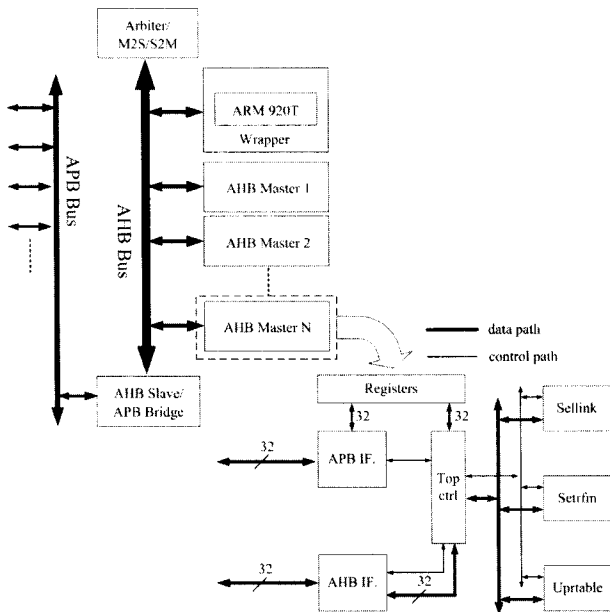 Arbiter/
M2S/S2M
ARM 920T
Wrapper
APB Bus
AHB Bus
AHB Master 1
AHB Master 2
AHB Master N
data path
control path
AHB Slave/
APB Bridge
Registers
32
32
Sellink
32
APB IF.
Top
ctrl
Setrfm
32
AHB IF.
32
Uprtable